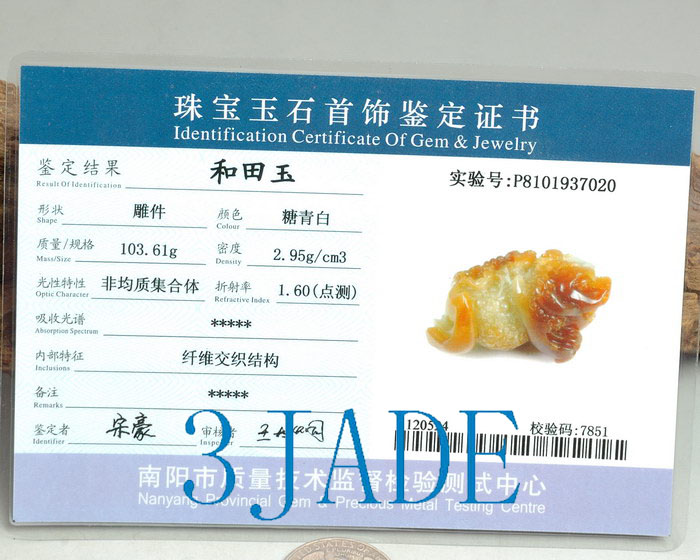 珠宝玉石首饰鉴定证书
Identification Certificate Of Gem & Jewelry
鉴定结果 和田玉
Result Of Identification
实验号:P8101937020
形状 雕件 颜色 糖青白
Shape Colour
质量/规格 103.61g 密度 2.95g/cm3
Mass/Size Density
光性特性 非均质集合体 折射率 1.60(点测)
Optic Character Refractive Index
吸收光谱 *****
Absorption Spectrum
内部特征 纤维交织结构
Inclusions
备注 *****
Remarks
鉴定者 宋豪 审核者
Identifier Inspecter
校验码:7851
3 JADE
南阳市质量技术监督检验测试中心
Nanyang Provincial Gem & Precious Metal Testing Centre